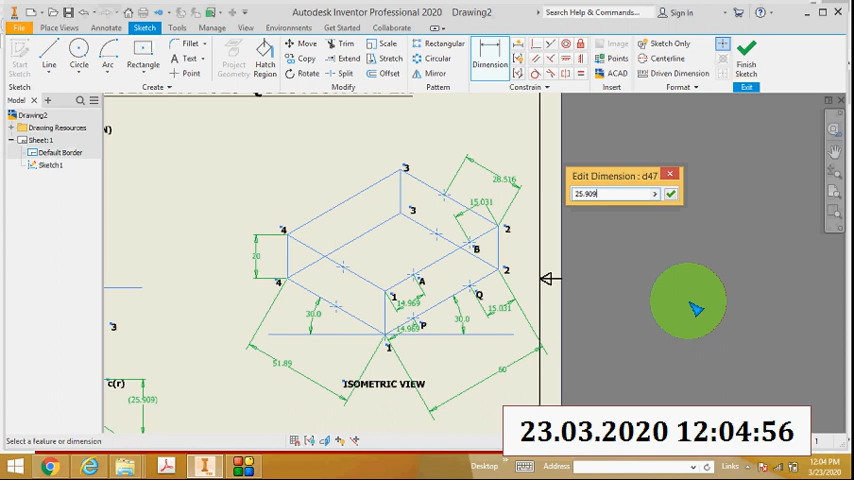 Autodesk Inventor Professional 2020 Drawing2
Search Help & Commands...
Sign In
File Place Views Annotate Sketch Tools Manage View Environments Get Started Collaborate
Start
Sketch
Line
Circle
Arc
Rectangle
Fillet
Text
Point
Project
Geometry
Hatch
Region
Move
Copy
Rotate
Trim
Extend
Split
Scale
Stretch
Offset
Rectangular
Circular
Mirror
Dimension
Image
Points
ACAD
Sketch Only
Centerline
Driven Dimension
Finish
Sketch
Sketch Create Modify Pattern Constrain Insert Format Exit
Model
Drawing2
Drawing Resources
Sheet:1
Default Border
Sketch1
3
3
4
4
2
2
1
1
A
B
P
Q
28.516
15.031
20
14.969
14.969
15.031
30.0
30.0
51.89
60
ISOMETRIC VIEW
3
c(r)
(25.909)
Edit Dimension : d47
25.909
23.03.2020 12:04:56
Select a feature or dimension
1
Desktop
Address
Links
12:04 PM
3/23/2020